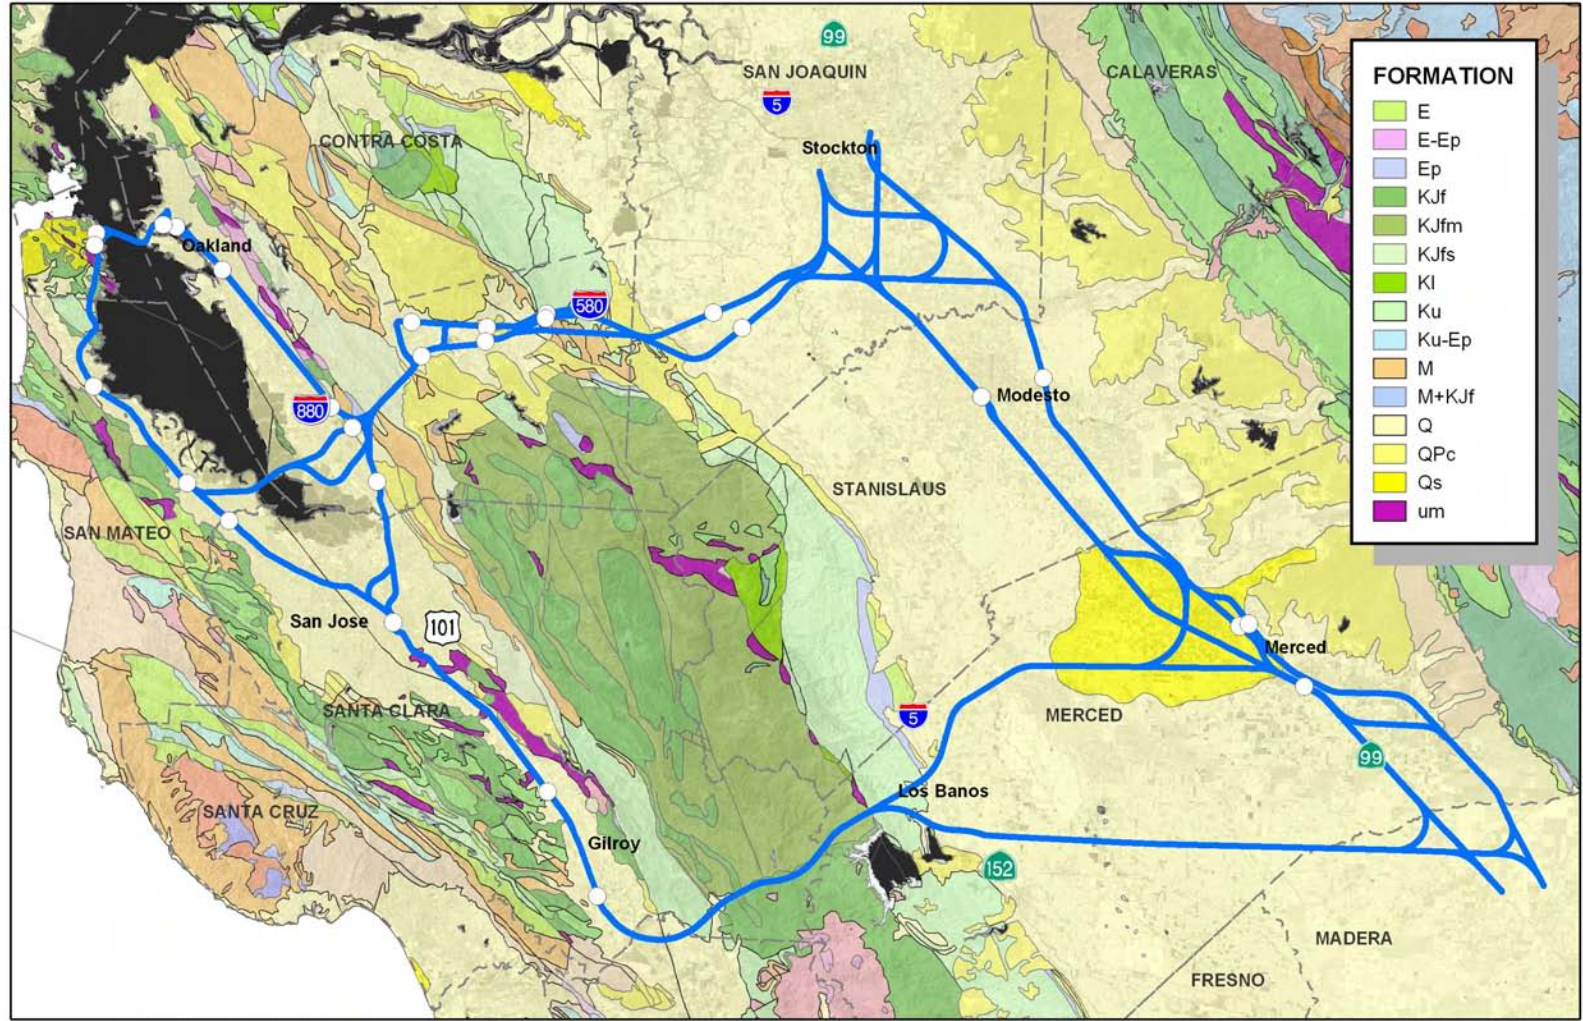 99
SAN JOAQUIN
CALAVERAS
5
Stockton
CONTRA COSTA
Oakland
580
880
Modesto
STANISLAUS
SAN MATEO
San Jose
101
Merced
SANTA CLARA
5
MERCED
99
Los Banos
SANTA CRUZ
Gilroy
152
MADERA
FRESNO
FORMATION
E
E-Ep
Ep
KJf
KJfm
KJfs
Kl
Ku
Ku-Ep
M
M+KJf
Q
QPc
Qs
um